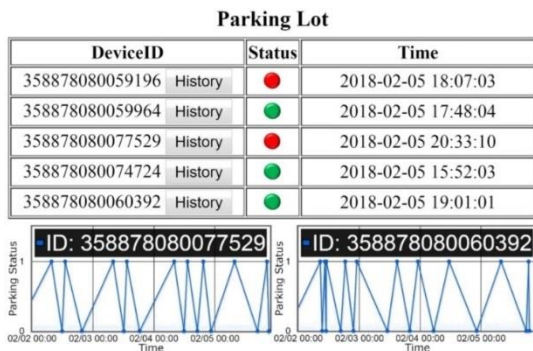 Parking Lot
DeviceID Status Time
358878080059196 History 2018-02-05 18:07:03
358878080059964 History 2018-02-05 17:48:04
358878080077529 History 2018-02-05 20:33:10
358878080074724 History 2018-02-05 15:52:03
358878080060392 History 2018-02-05 19:01:01
ID: 358878080077529
Parking Status
1
0
02/02 00:00 02/03 00:00 02/04 00:00 02/05 00:00
Time
ID: 358878080060392
Parking Status
1
0
02/02 00:00 02/03 00:00 02/04 00:00 02/05 00:00
Time